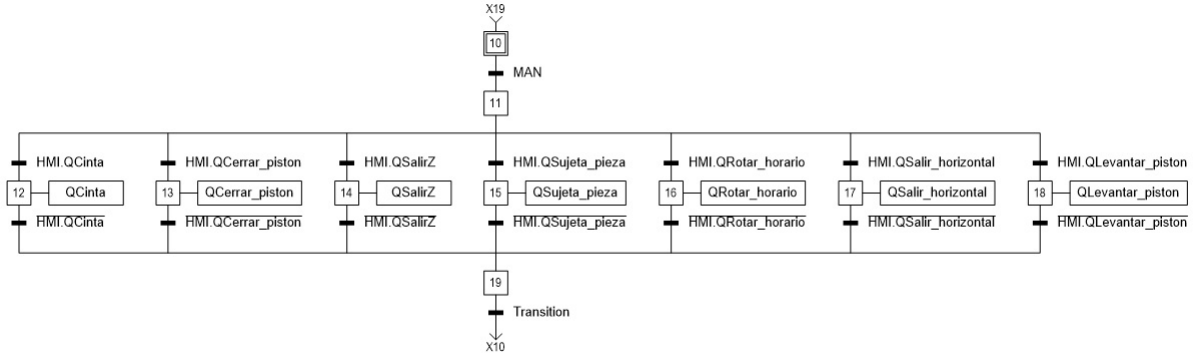 X19
10
MAN
11
HMI.QCinta HMI.QCerrar_piston HMI.QSalirZ HMI.QSujeta_pieza HMI.QRotar_horario HMI.QSalir_horizontal HMI.QLevantar_piston
12 QCinta 13 QCerrar_piston 14 QSalirZ 15 QSujeta_pieza 16 QRotar_horario 17 QSalir_horizontal 18 QLevantar_piston
HMI.QCinta HMI.QCerrar_piston HMI.QSalirZ HMI.QSujeta_pieza HMI.QRotar_horario HMI.QSalir_horizontal HMI.QLevantar_piston
19
Transition
X10